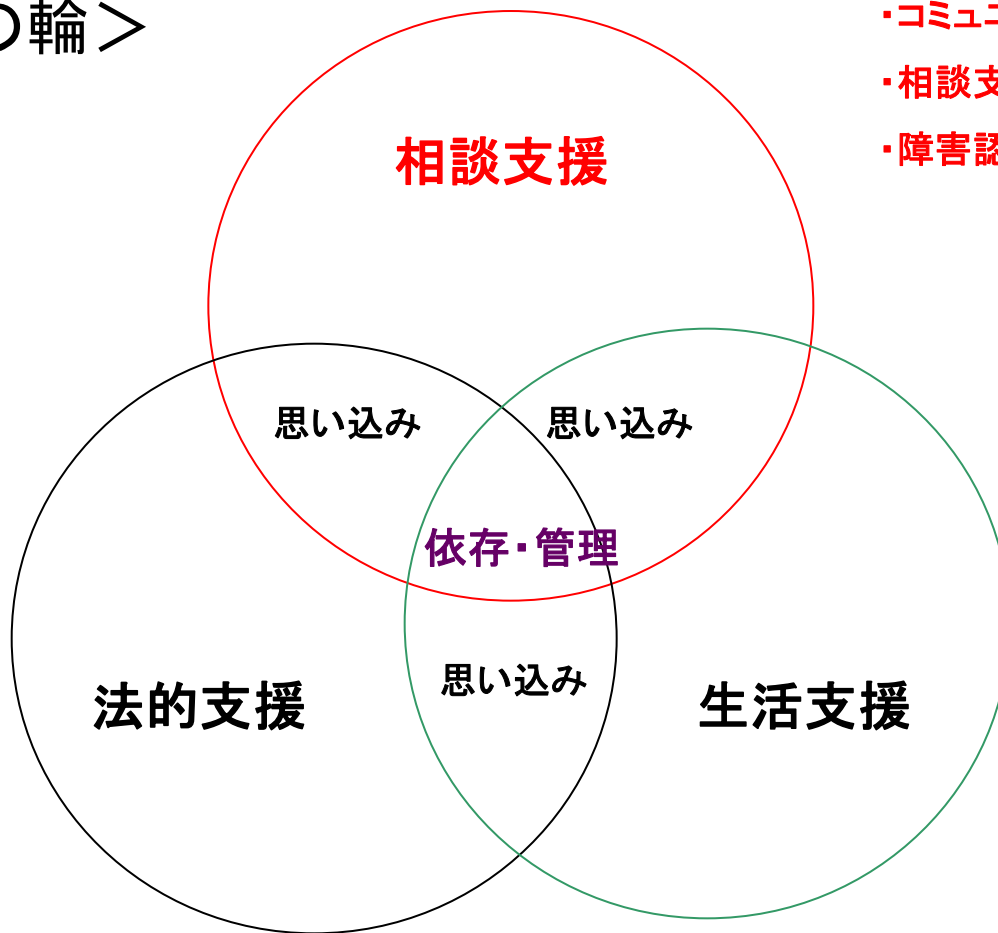 の輪＞
・コミュニ
・相談支
・障害認
相談支援
思い込み
思い込み
依存・管理
思い込み
法的支援
生活支援